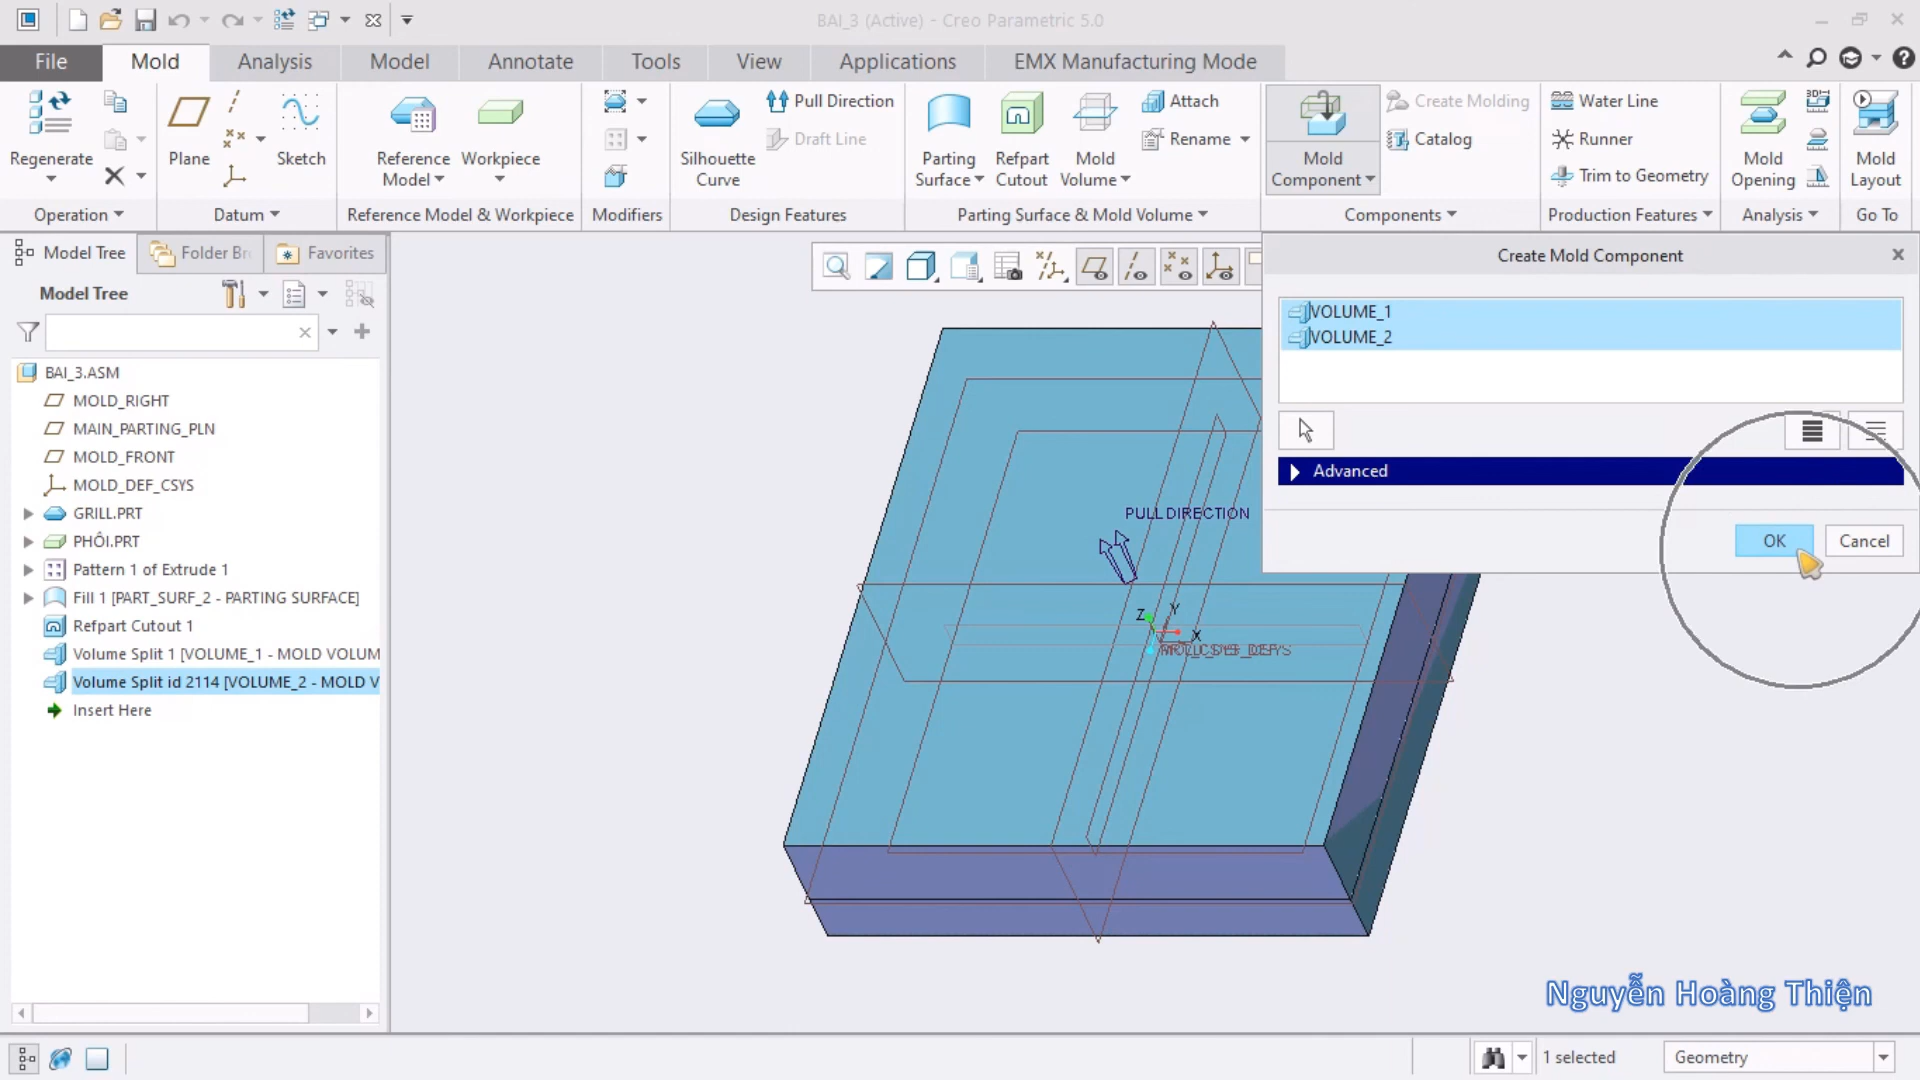 BAI_3 (Active) - Creo Parametric 5.0
File
Mold
Analysis
Model
Annotate
Tools
View
Applications
EMX Manufacturing Mode
Regenerate
Plane
Sketch
Reference Model
Workpiece
Silhouette Curve
Pull Direction
Draft Line
Parting Surface
Refpart Cutout
Mold Volume
Attach
Rename
Mold Component
Create Molding
Catalog
Water Line
Runner
Trim to Geometry
Mold Opening
Mold Layout
Operation
Datum
Reference Model & Workpiece
Modifiers
Design Features
Parting Surface & Mold Volume
Components
Production Features
Analysis
Go To
Model Tree
Folder Br
Favorites
Model Tree
BAI_3.ASM
MOLD_RIGHT
MAIN_PARTING_PLN
MOLD_FRONT
MOLD_DEF_CSYS
GRILL.PRT
PHÔI.PRT
Pattern 1 of Extrude 1
Fill 1 [PART_SURF_2 - PARTING SURFACE]
Refpart Cutout 1
Volume Split 1 [VOLUME_1 - MOLD VOLUM
Volume Split id 2114 [VOLUME_2 - MOLD V
Insert Here
Create Mold Component
VOLUME_1
VOLUME_2
Advanced
OK
Cancel
PULL DIRECTION
Z
Y
X
Nguyễn Hoàng Thiện
1 selected
Geometry